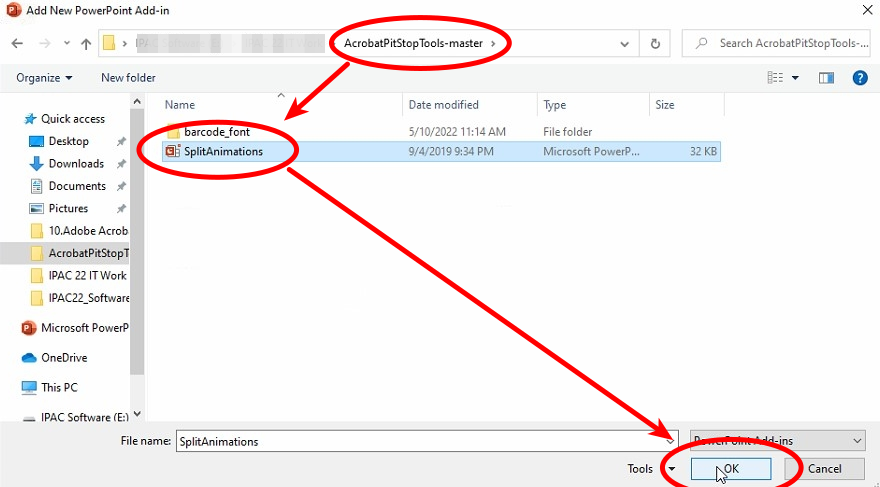 Add New PowerPoint Add-in
AcrobatPitStopTools-master
Search AcrobatPitStopTools-...
Organize New folder
Name Date modified Type Size
Quick access
Desktop
Downloads
Documents
Pictures
10.Adobe Acrob
AcrobatPitStopT
IPAC 22 IT Work
IPAC22_Software
Microsoft PowerP
OneDrive
This PC
IPAC Software (E:)
barcode_font 5/10/2022 11:14 AM File folder
SplitAnimations 9/4/2019 9:34 PM Microsoft PowerP... 32 KB
File name: SplitAnimations PowerPoint Add-ins
Tools OK Cancel